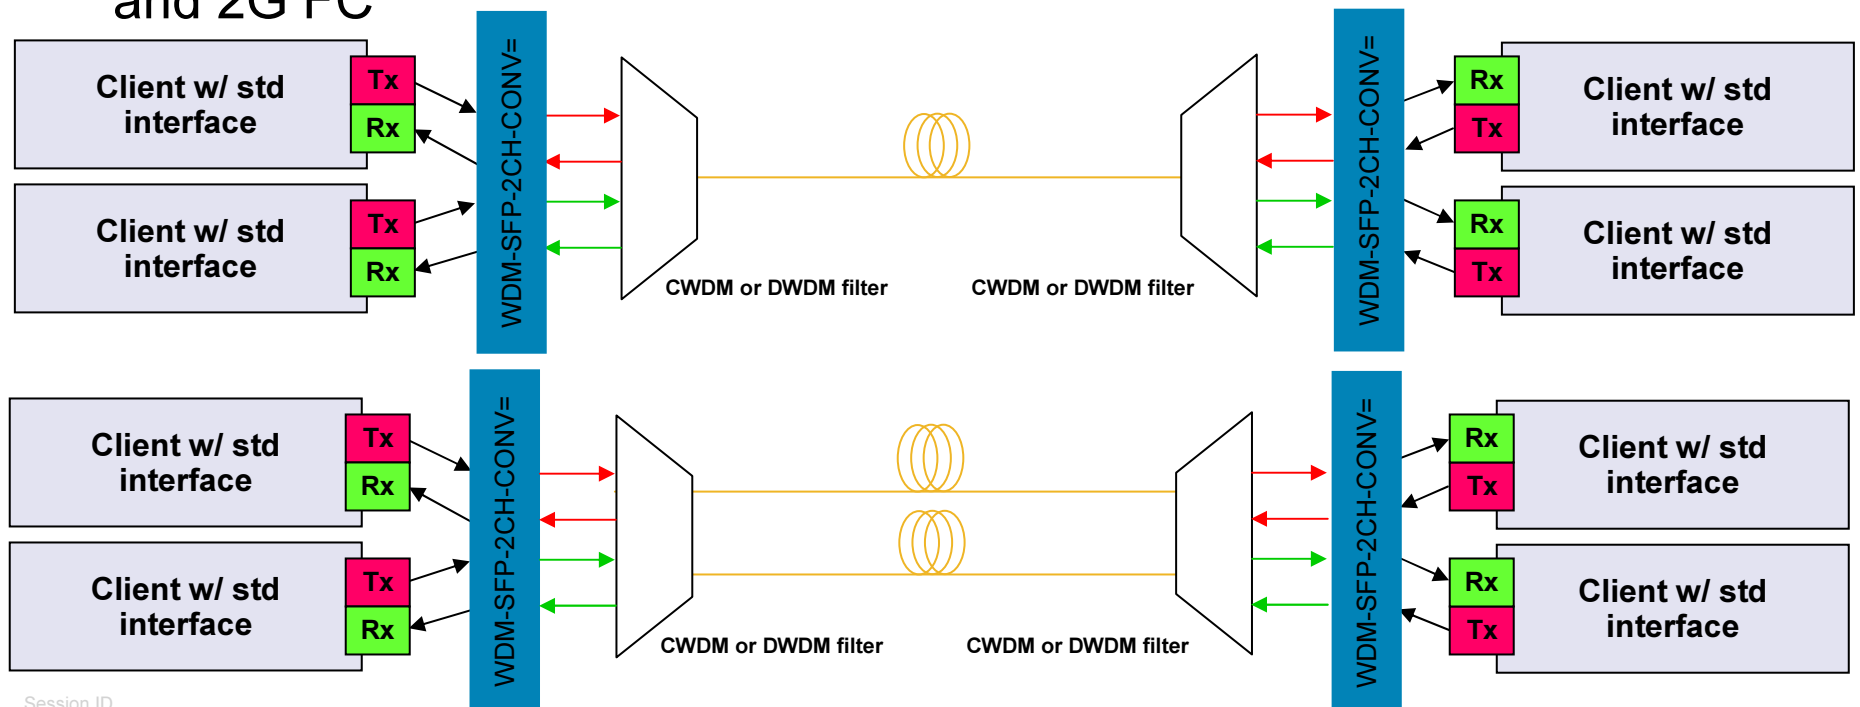 and 2G FC
Client w/ std
interface
Tx
Rx
Client w/ std
interface
Tx
Rx
WDM-SFP-2CH-CONV=
CWDM or DWDM filter
CWDM or DWDM filter
WDM-SFP-2CH-CONV=
Rx
Tx
Client w/ std
interface
Rx
Tx
Client w/ std
interface
Client w/ std
interface
Tx
Rx
Client w/ std
interface
Tx
Rx
WDM-SFP-2CH-CONV=
CWDM or DWDM filter
CWDM or DWDM filter
WDM-SFP-2CH-CONV=
Rx
Tx
Client w/ std
interface
Rx
Tx
Client w/ std
interface
Session ID